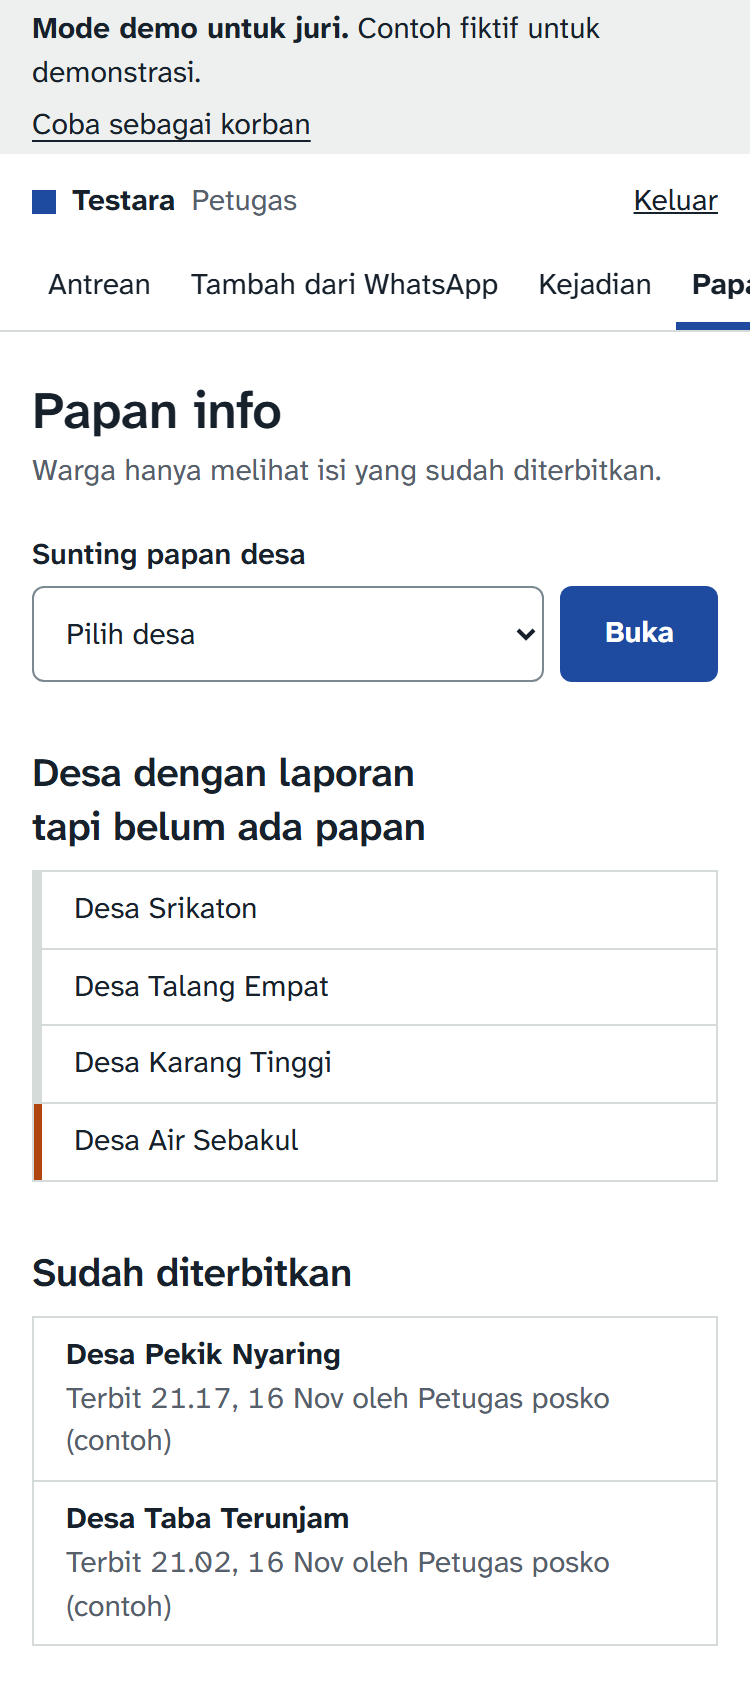 Mode demo untuk juri. Contoh fiktif untuk
demonstrasi.
Coba sebagai korban
Testara Petugas Keluar
Antrean Tambah dari WhatsApp Kejadian Papa
Papan info
Warga hanya melihat isi yang sudah diterbitkan.
Sunting papan desa
Pilih desa Buka
Desa dengan laporan
tapi belum ada papan
Desa Srikaton
Desa Talang Empat
Desa Karang Tinggi
Desa Air Sebakul
Sudah diterbitkan
Desa Pekik Nyaring
Terbit 21.17, 16 Nov oleh Petugas posko
(contoh)
Desa Taba Terunjam
Terbit 21.02, 16 Nov oleh Petugas posko
(contoh)